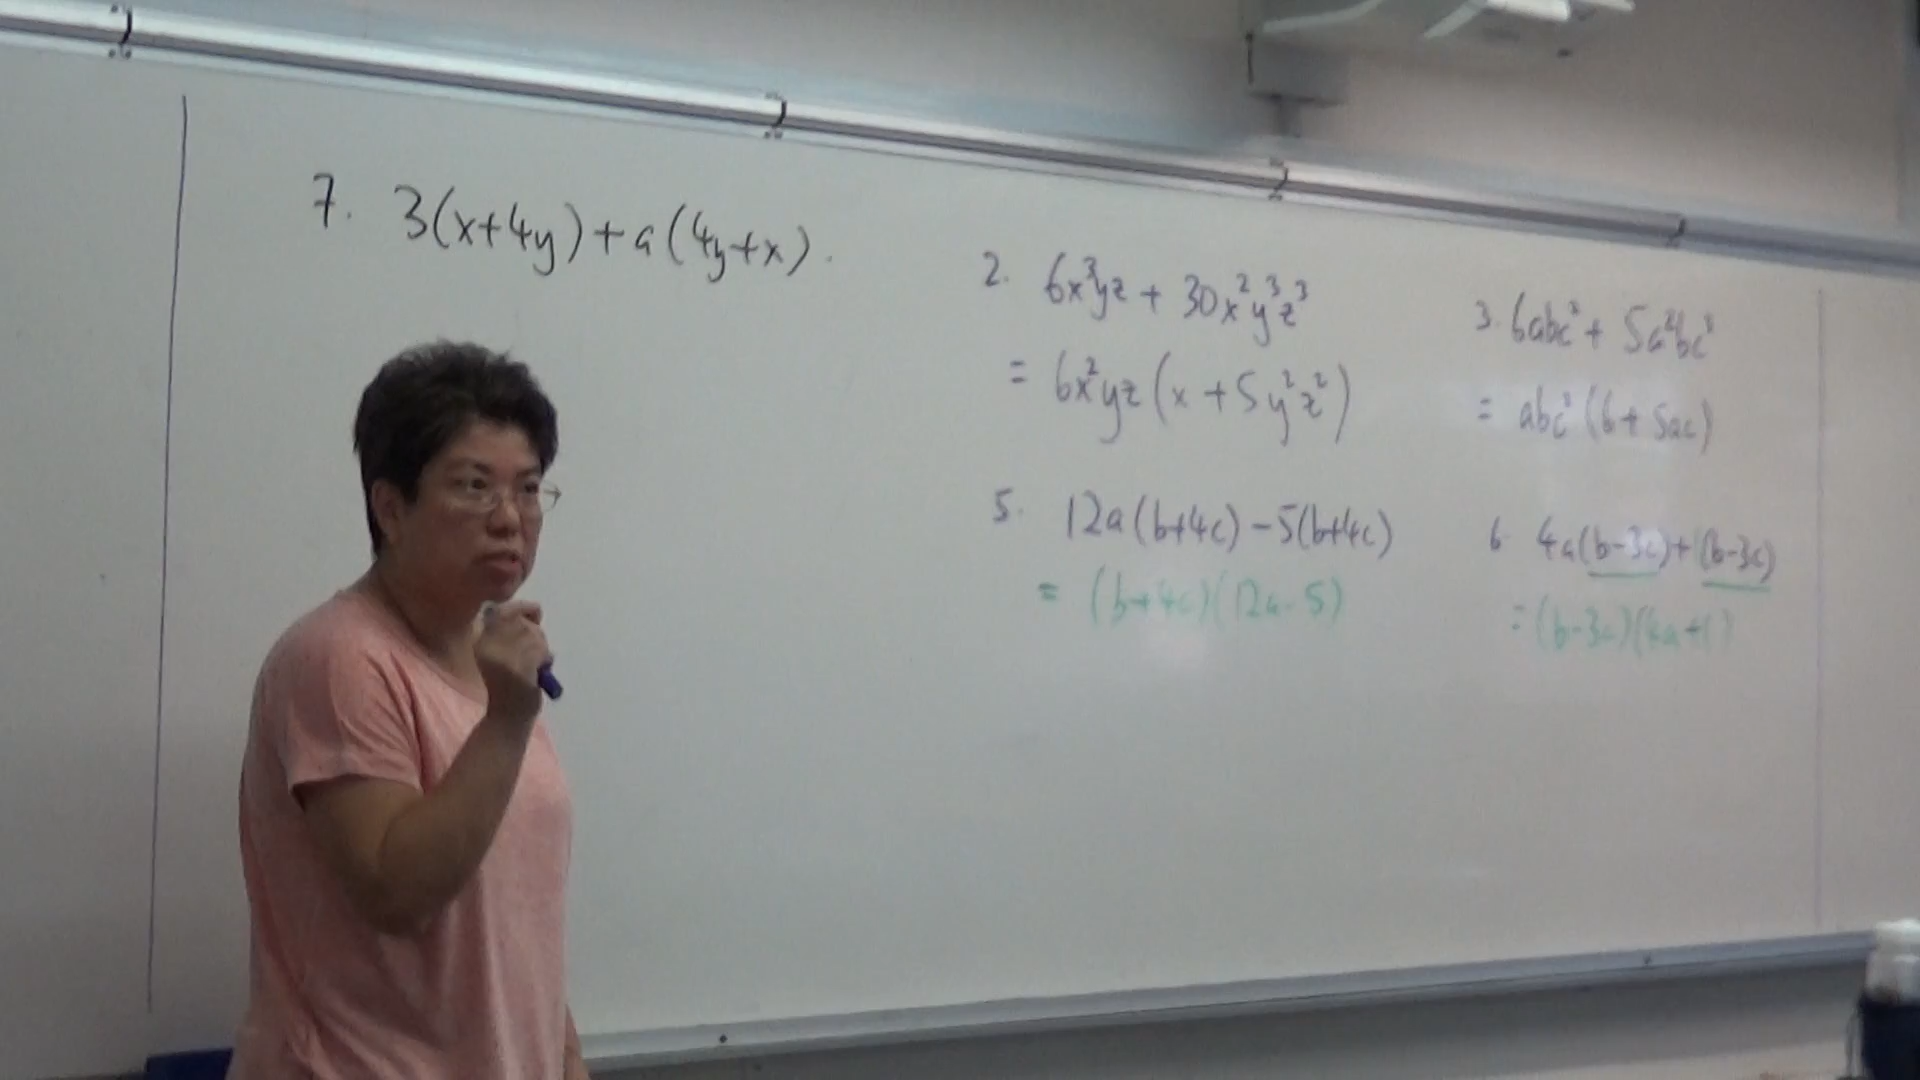 7. 3(x+4y)+a(4y+x).
2. 6x³yz + 30x²y³z³
= 6x²yz(x + 5y²z²)
3. 6abc² + 5a²bc³
= abc²(6 + 5ac)
5. 12a(b+4c) - 5(b+4c)
= (b+4c)(12a-5)
6 4a(b-3c)+(b-3c)
= (b-3c)(4a+1)